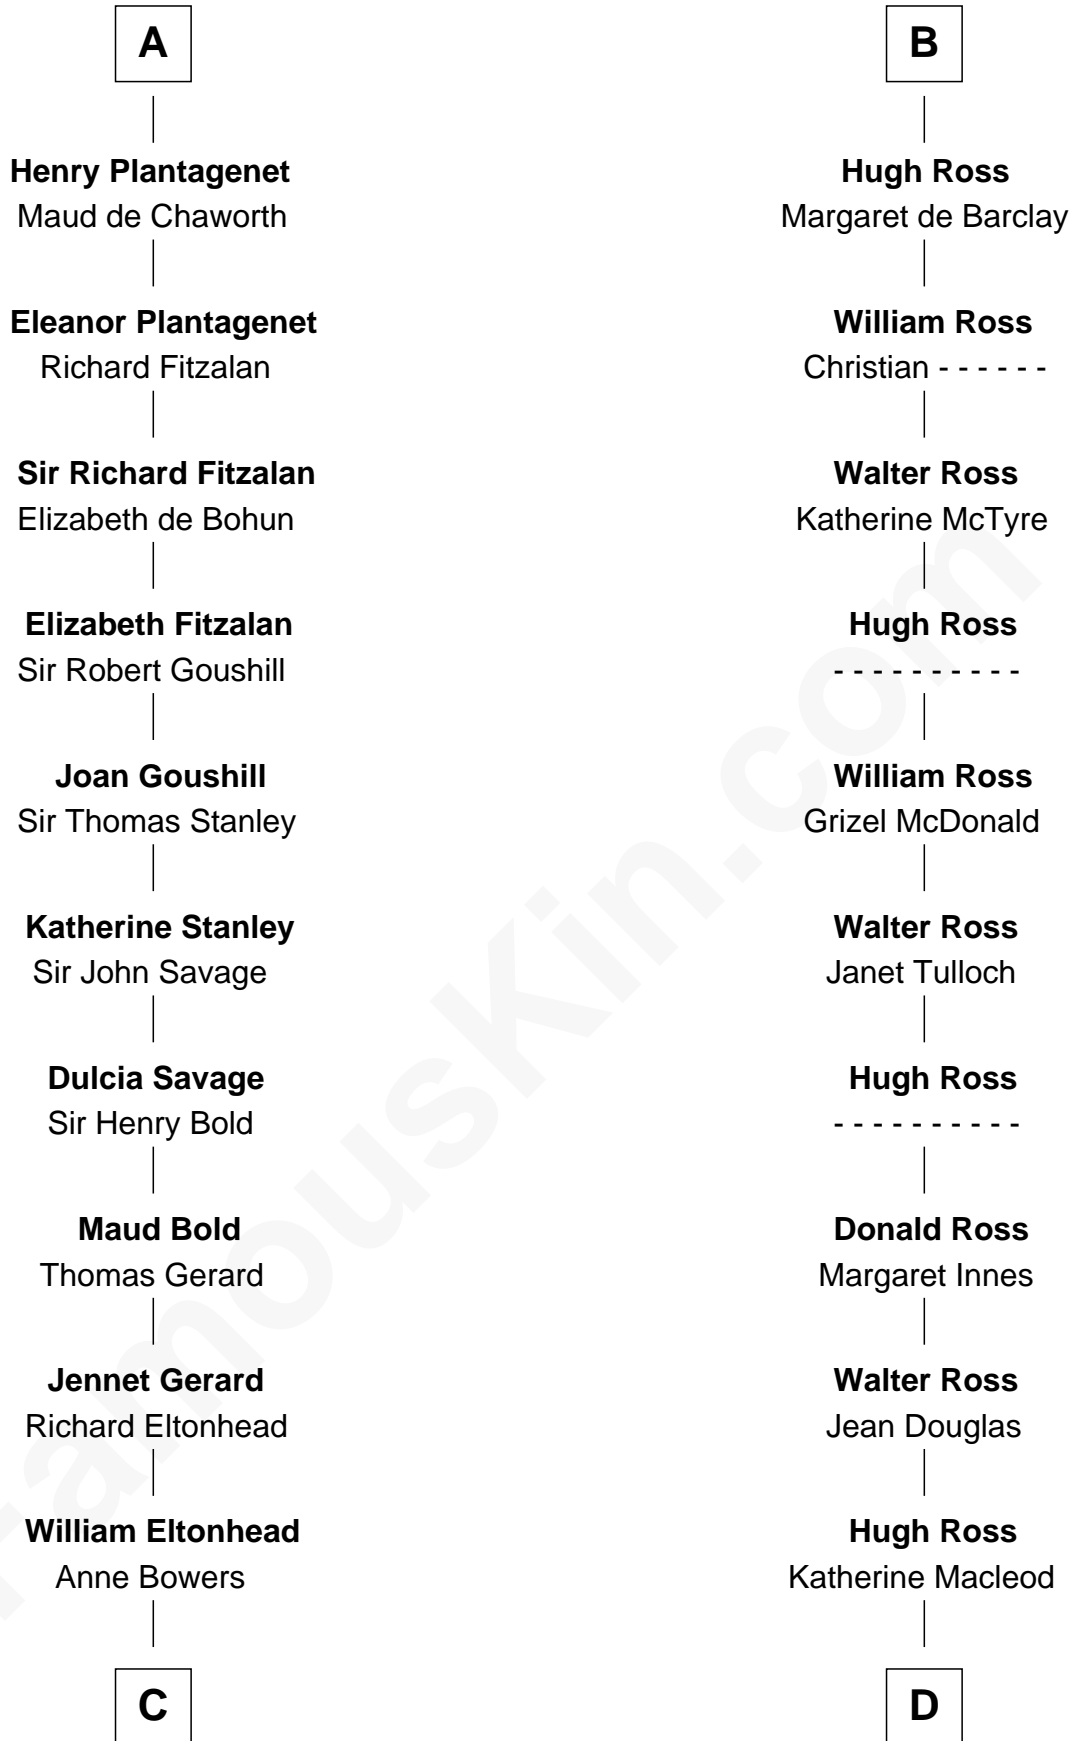 A
Henry Plantagenet
Maud de Chaworth
Eleanor Plantagenet
Richard Fitzalan
Sir Richard Fitzalan
Elizabeth de Bohun
Elizabeth Fitzalan
Sir Robert Goushill
Joan Goushill
Sir Thomas Stanley
Katherine Stanley
Sir John Savage
Dulcia Savage
Sir Henry Bold
Maud Bold
Thomas Gerard
Jennet Gerard
Richard Eltonhead
William Eltonhead
Anne Bowers
C
B
Hugh Ross
Margaret de Barclay
William Ross
Christian - - - - - -
Walter Ross
Katherine McTyre
Hugh Ross
- - - - - - - - - -
William Ross
Grizel McDonald
Walter Ross
Janet Tulloch
Hugh Ross
- - - - - - - - - -
Donald Ross
Margaret Innes
Walter Ross
Jean Douglas
Hugh Ross
Katherine Macleod
D
FamousKin.com